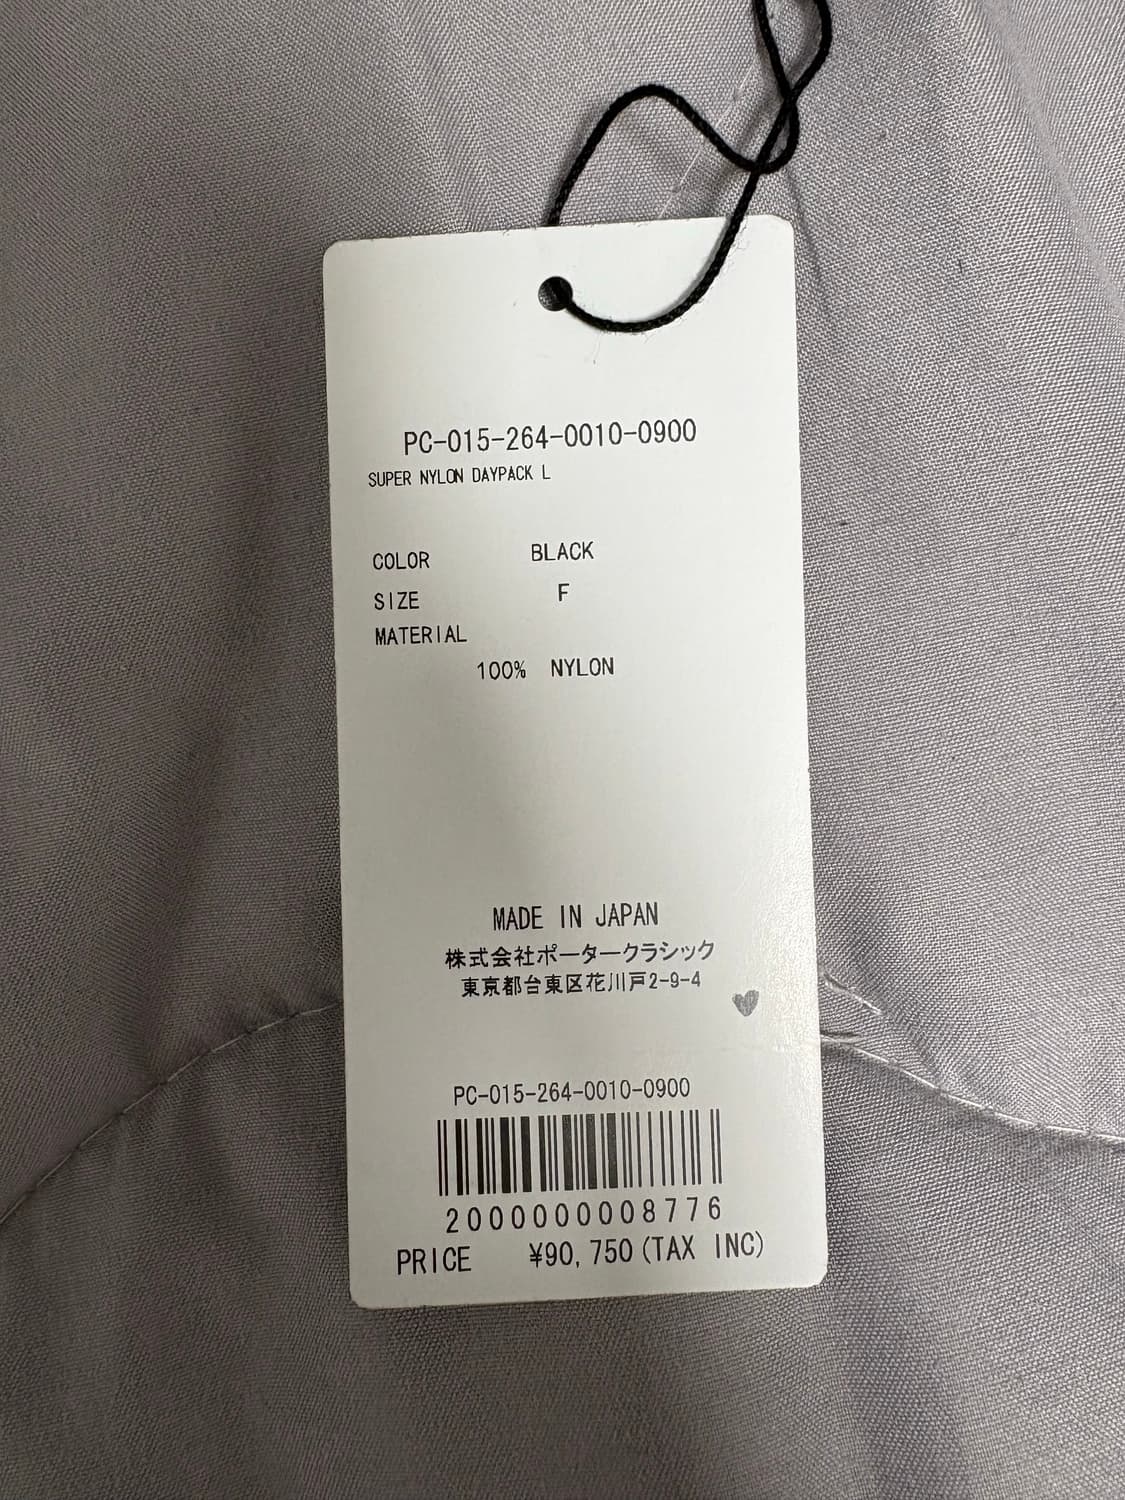 PC-015-264-0010-0900
SUPER NYLON DAYPACK L
COLOR BLACK
SIZE F
MATERIAL
100% NYLON
MADE IN JAPAN
株式会社ポータークラシック
東京都台東区花川戸2-9-4
PC-015-264-0010-0900
2000000008776
PRICE ¥90,750(TAX INC)